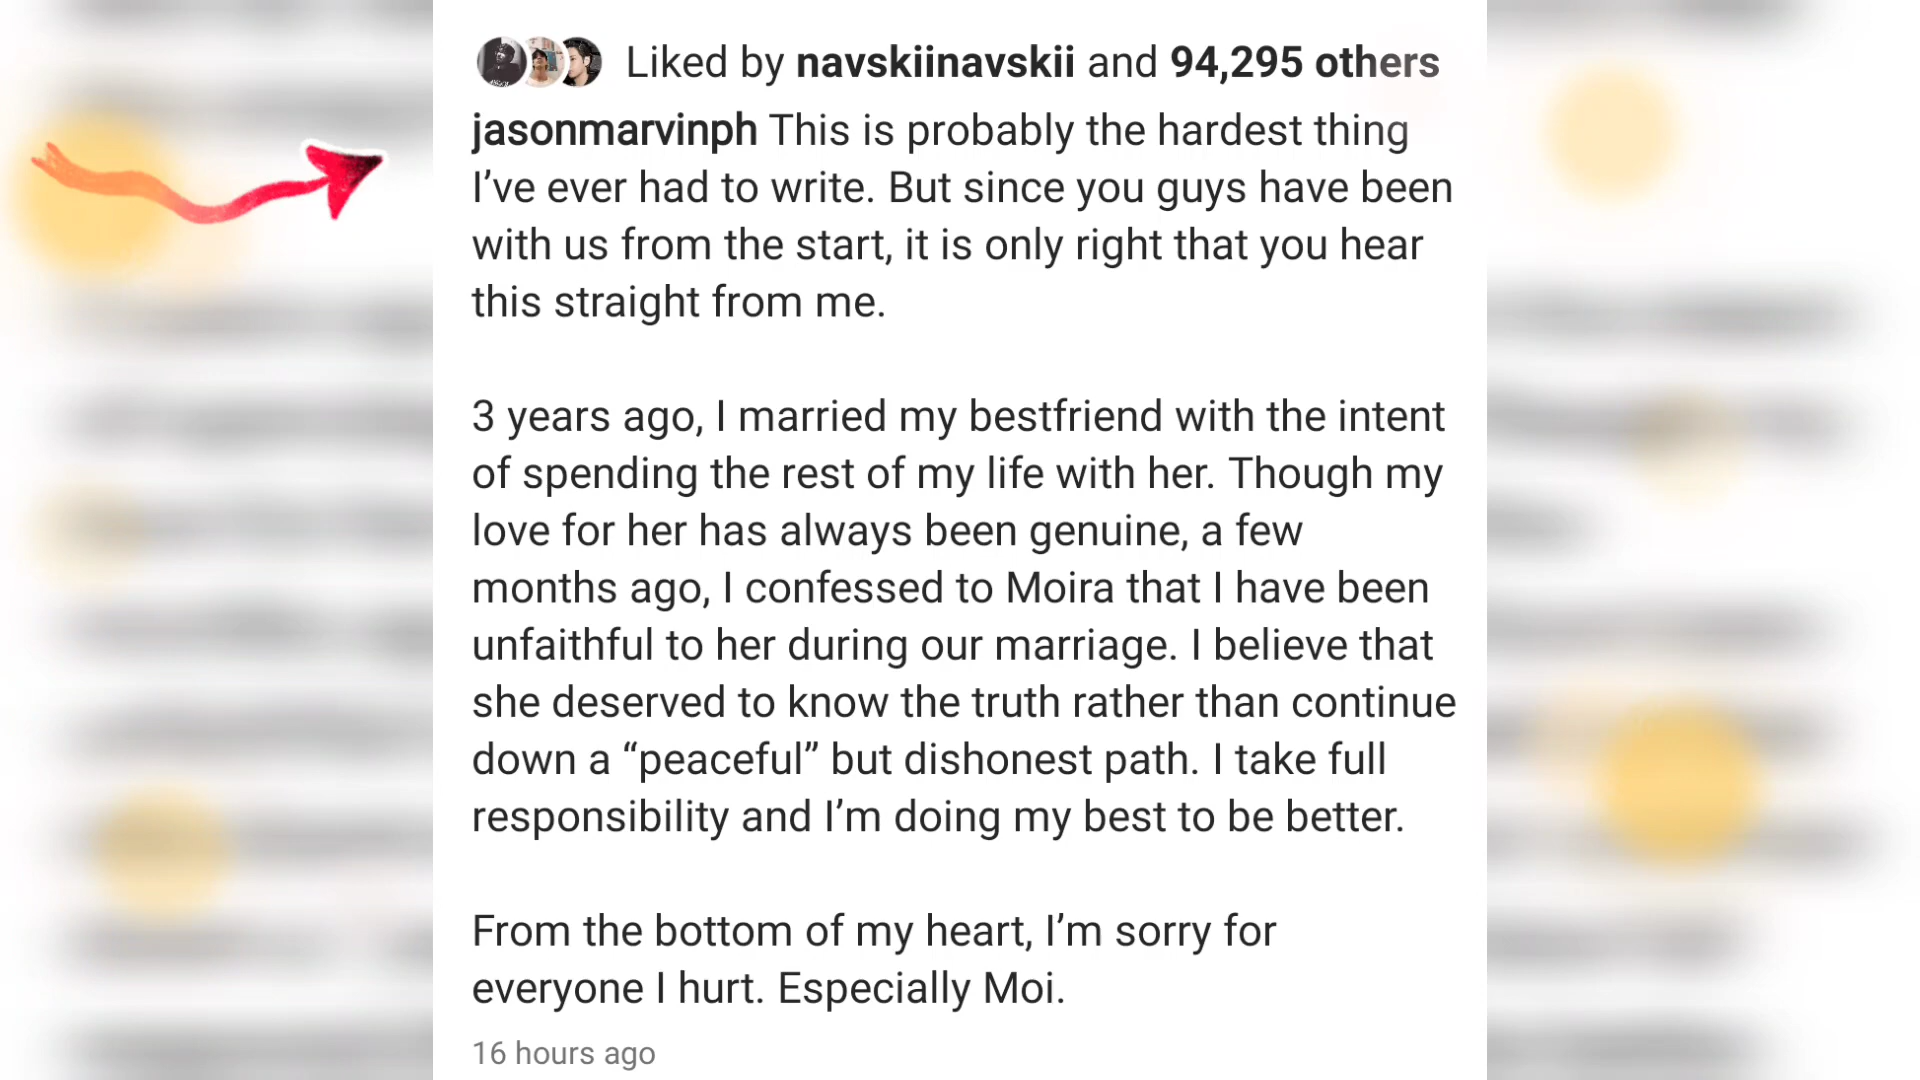 Liked by navskiinavskii and 94,295 others
jasonmarvinph This is probably the hardest thing
I’ve ever had to write. But since you guys have been
with us from the start, it is only right that you hear
this straight from me.
3 years ago, I married my bestfriend with the intent
of spending the rest of my life with her. Though my
love for her has always been genuine, a few
months ago, I confessed to Moira that I have been
unfaithful to her during our marriage. I believe that
she deserved to know the truth rather than continue
down a “peaceful” but dishonest path. I take full
responsibility and I’m doing my best to be better.
From the bottom of my heart, I’m sorry for
everyone I hurt. Especially Moi.
16 hours ago